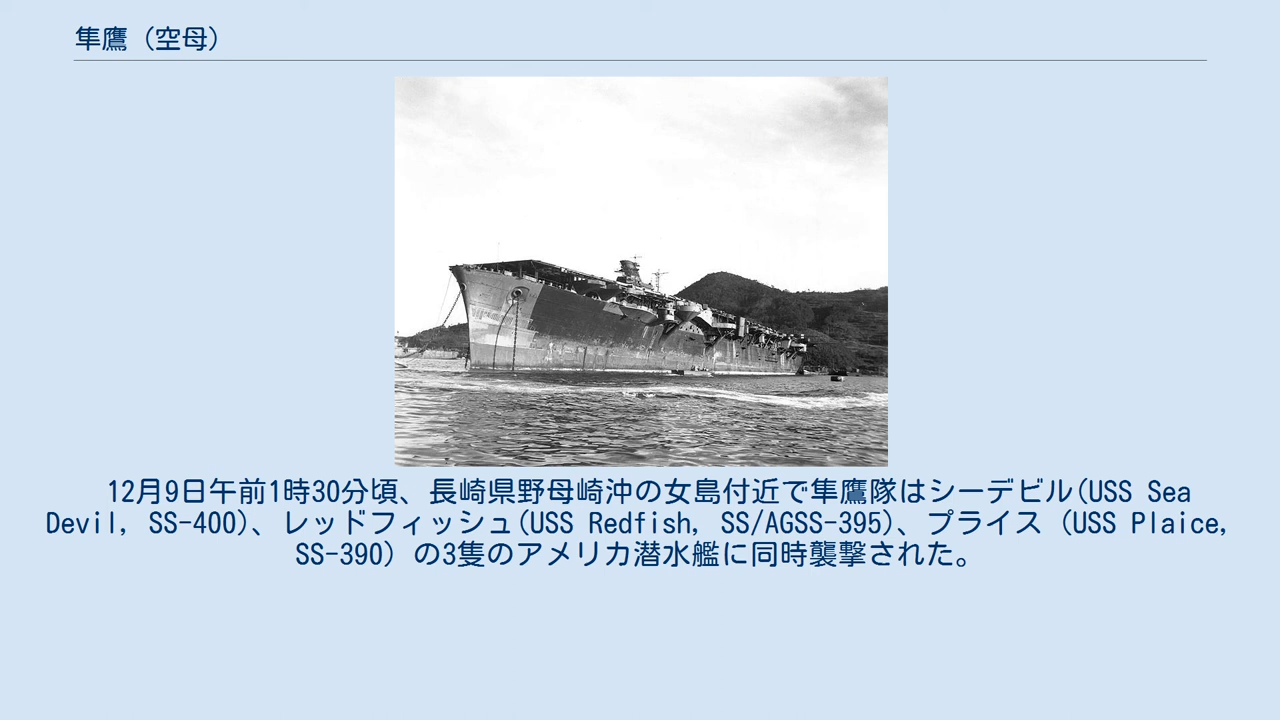 隼鷹（空母）
12月9日午前1時30分頃、長崎県野母崎沖の女島付近で隼鷹隊はシーデビル(USS Sea
Devil, SS-400)、レッドフィッシュ(USS Redfish, SS/AGSS-395)、プライス（USS Plaice,
SS-390）の3隻のアメリカ潜水艦に同時襲撃された。